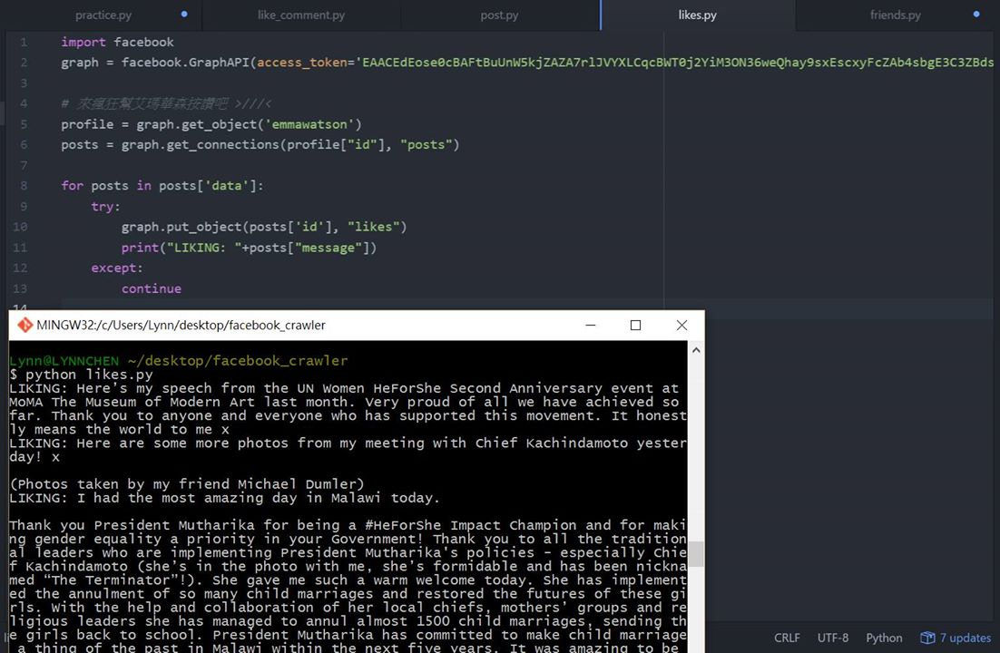 practice.py
like_comment.py
post.py
likes.py
friends.py
1 import facebook
2 graph = facebook.GraphAPI(access_token='EAACEdEose0cBAFtBuUnW5kjZAZA7rlJVYXLCqcBWT0j2YiM3ON36weQhay9sxEscxyFcZAb4sbgE3C3ZBds
3
4 # 來瘋狂幫艾瑪華森按讚吧 >///<
5 profile = graph.get_object('emmawatson')
6 posts = graph.get_connections(profile["id"], "posts")
7
8 for posts in posts['data']:
9 try:
10 graph.put_object(posts['id'], "likes")
11 print("LIKING: "+posts["message"])
12 except:
13 continue
14
MINGW32:/c/Users/Lynn/desktop/facebook_crawler
Lynn@LYNNCHEN ~/desktop/facebook_crawler
$ python likes.py
LIKING: Here's my speech from the UN Women HeForShe Second Anniversary event at
MoMA The Museum of Modern Art last month. Very proud of all we have achieved so
far. Thank you to anyone and everyone who has supported this movement. It honest
ly means the world to me x
LIKING: Here are some more photos from my meeting with Chief Kachindamoto yester
day! x
(Photos taken by my friend Michael Dumler)
LIKING: I had the most amazing day in Malawi today.
Thank you President Mutharika for being a #HeForShe Impact Champion and for maki
ng gender equality a priority in your Government! Thank you to all the tradition
al leaders who are implementing President Mutharika's policies – especially Chie
f Kachindamoto (she's in the photo with me, she's formidable and has been nickna
med “The Terminator”!). She gave me such a warm welcome today. She has implement
ed the annulment of so many child marriages and restored the futures of these gi
rls. With the help and collaboration of her local chiefs, mothers’ groups and re
ligious leaders she has managed to annul almost 1500 child marriages, sending th
e girls back to school. President Mutharika has committed to make child marriage
a thing of the past in Malawi within the next five years. It was amazing to be
CRLF UTF-8 Python 7 updates